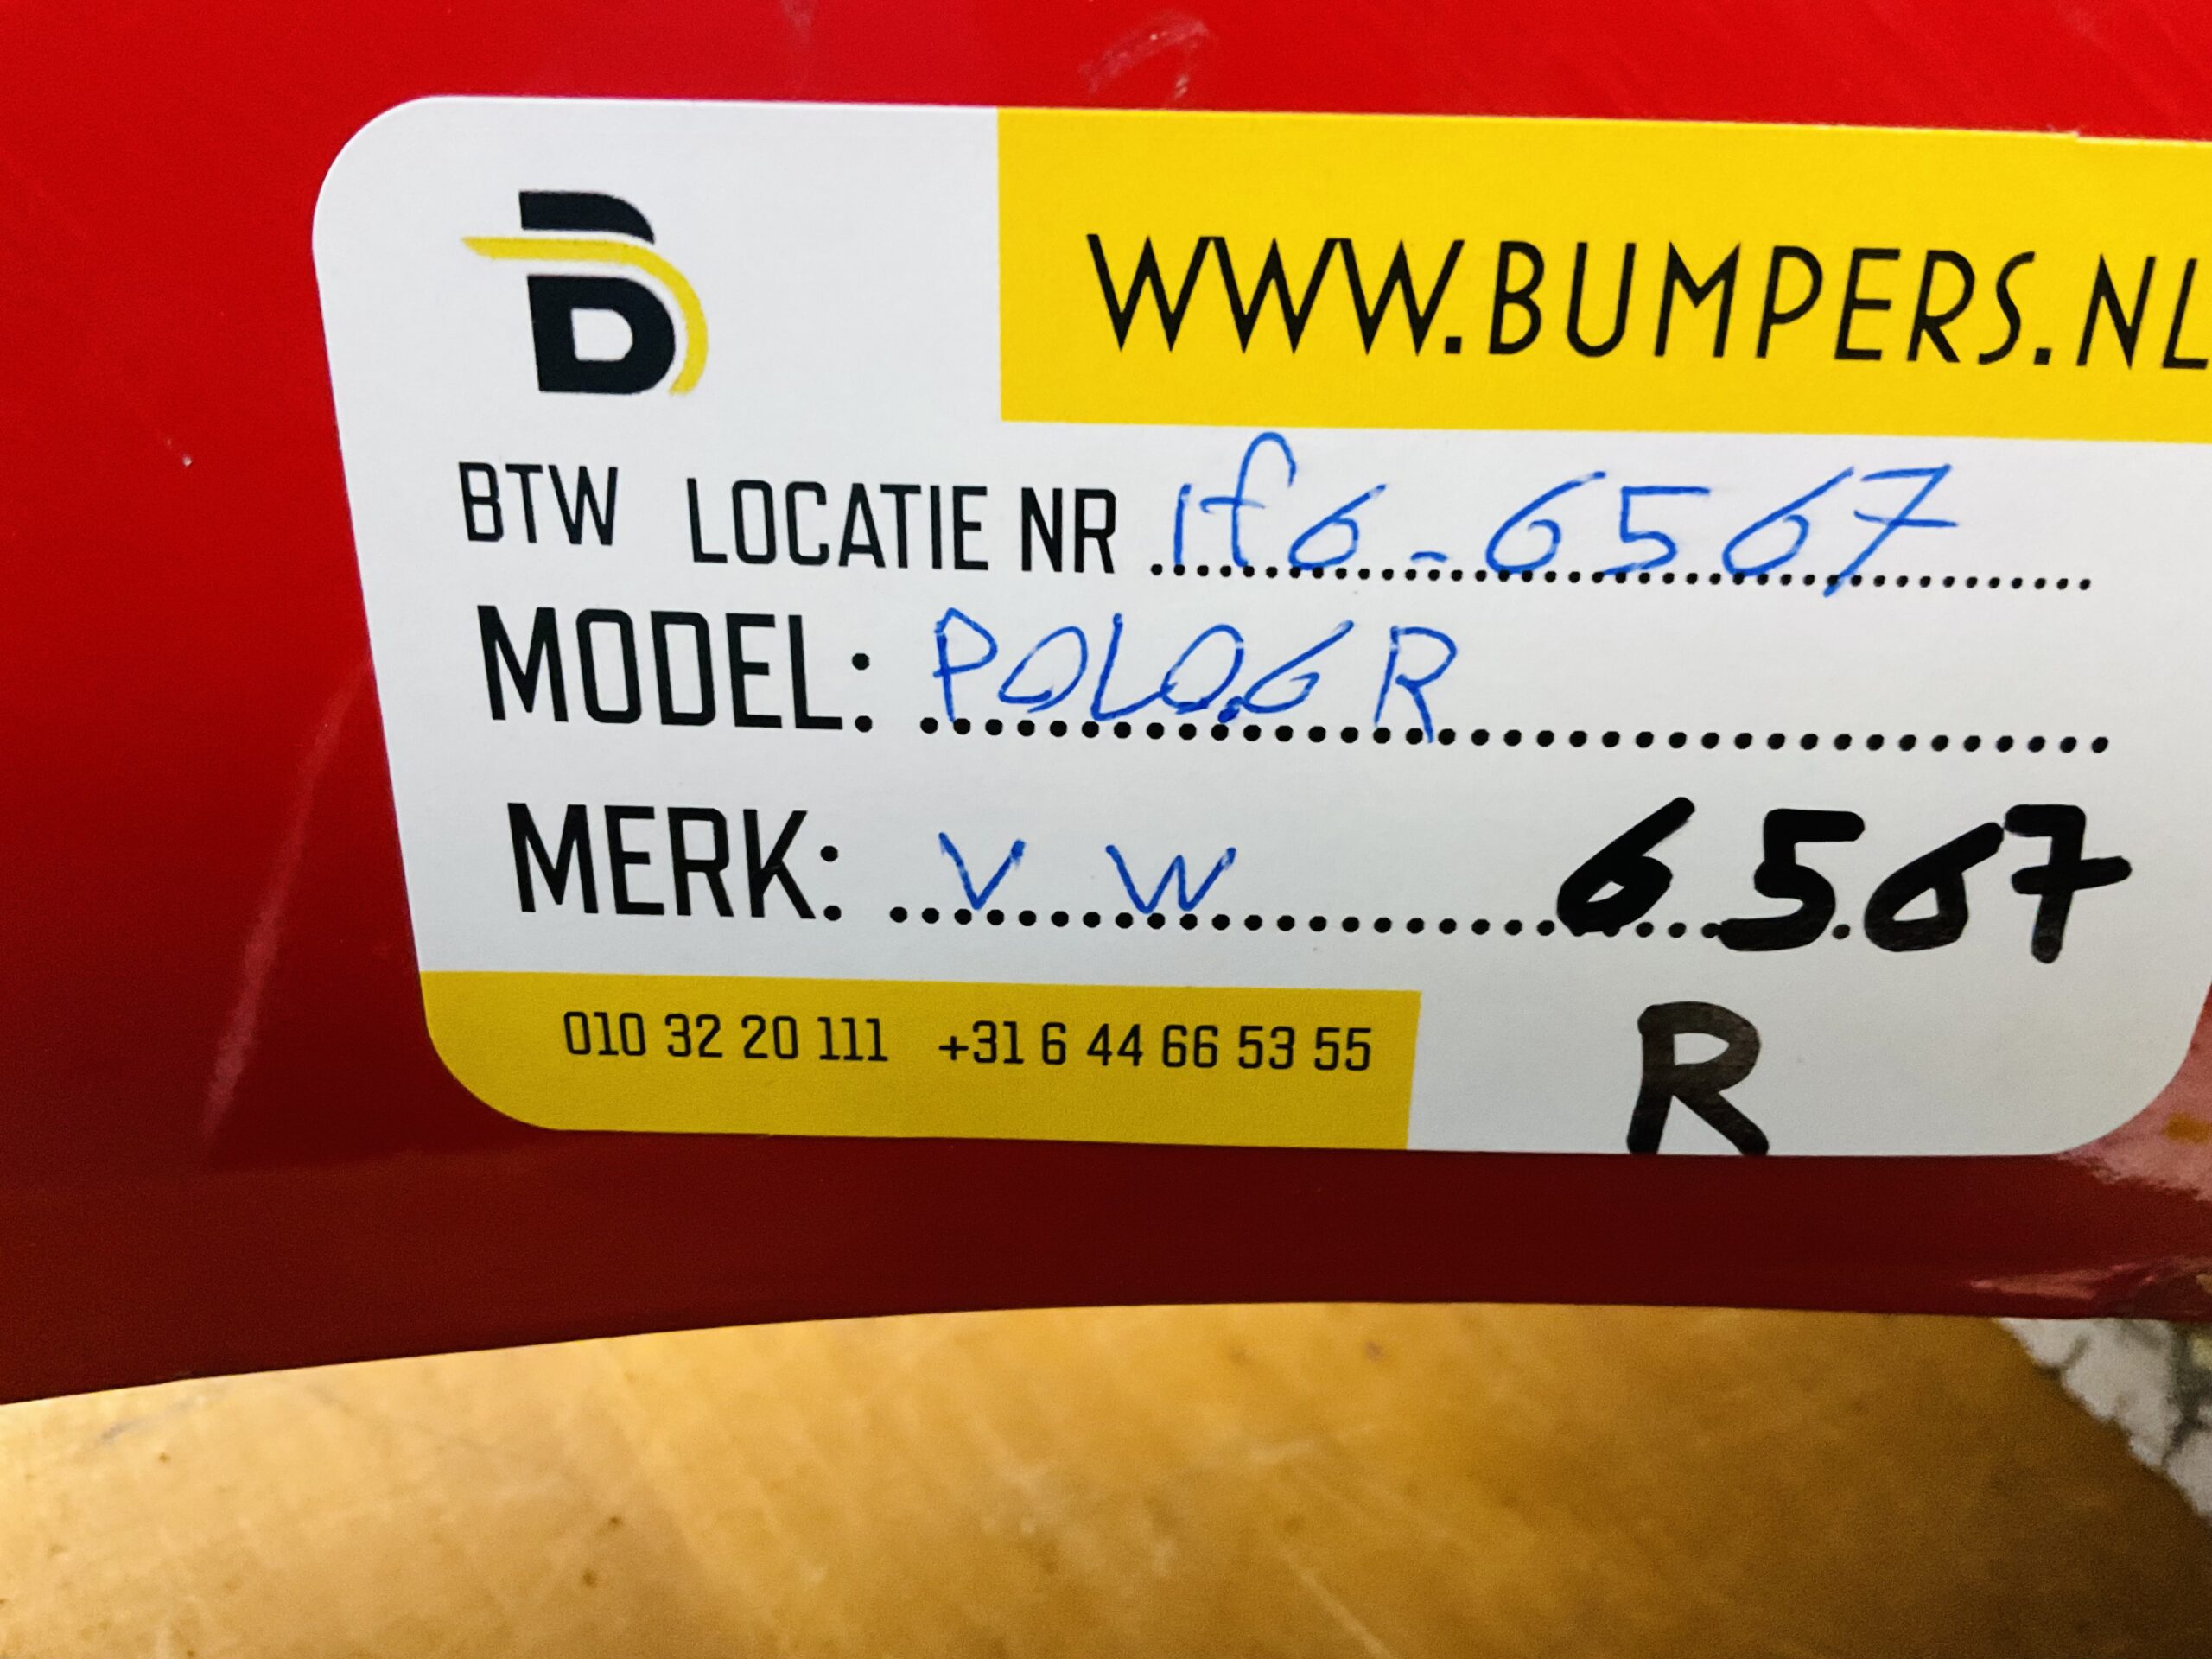 B
WWW.BUMPERS.NL
BTW LOCATIE NR 1f6-6567
MODEL: POLO.6R
MERK: VW 6567
010 32 20 111 +31 6 44 66 53 55 R